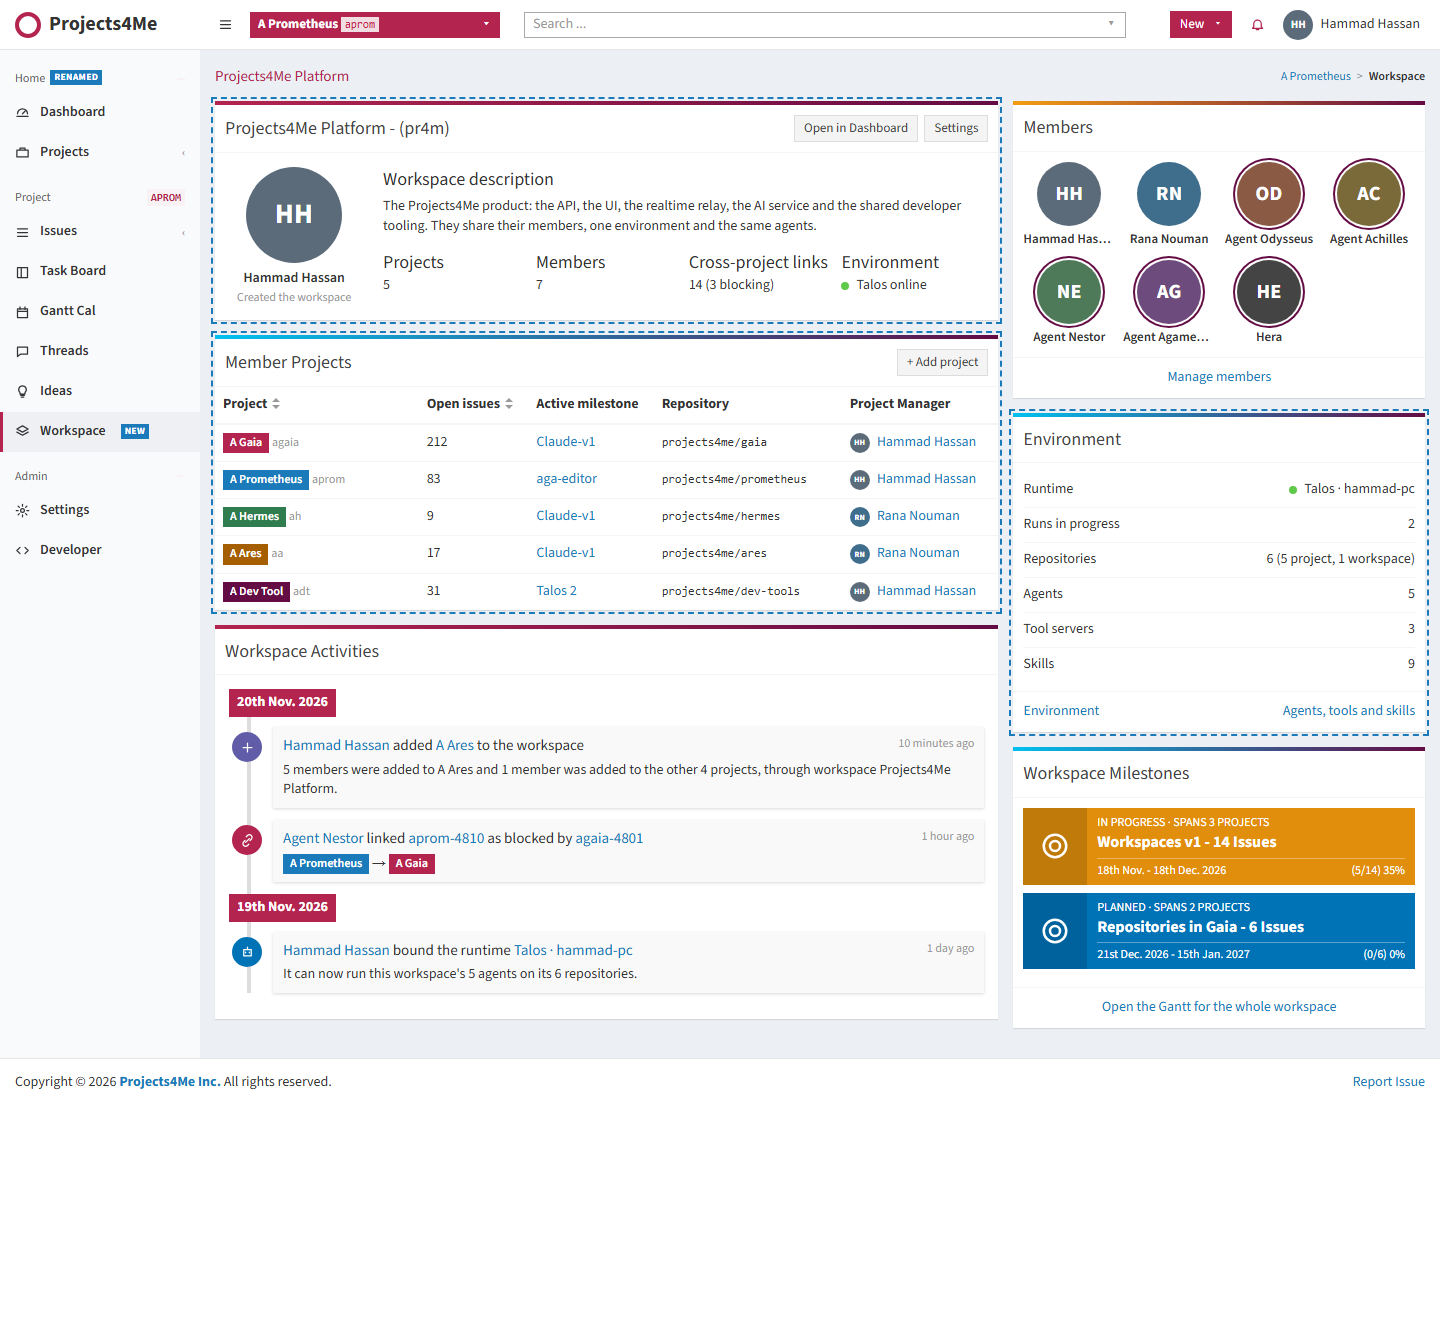 Projects4Me
A Prometheus aprom
Search ...
New
HH Hammad Hassan
Home RENAMED
Dashboard
Projects
Project APROM
Issues
Task Board
Gantt Cal
Threads
Ideas
Workspace NEW
Admin
Settings
Developer
Projects4Me Platform
A Prometheus > Workspace
Projects4Me Platform - (pr4m)
Open in Dashboard Settings
HH
Hammad Hassan
Created the workspace
Workspace description
The Projects4Me product: the API, the UI, the realtime relay, the AI service and the shared developer
tooling. They share their members, one environment and the same agents.
Projects Members Cross-project links Environment
5 7 14 (3 blocking) Talos online
Member Projects
+ Add project
Project Open issues Active milestone Repository Project Manager
A Gaia agaia 212 Claude-v1 projects4me/gaia HH Hammad Hassan
A Prometheus aprom 83 aga-editor projects4me/prometheus HH Hammad Hassan
A Hermes ah 9 Claude-v1 projects4me/hermes RN Rana Nouman
A Ares aa 17 Claude-v1 projects4me/ares RN Rana Nouman
A Dev Tool adt 31 Talos 2 projects4me/dev-tools HH Hammad Hassan
Workspace Activities
20th Nov. 2026
Hammad Hassan added A Ares to the workspace 10 minutes ago
5 members were added to A Ares and 1 member was added to the other 4 projects, through workspace Projects4Me
Platform.
Agent Nestor linked aprom-4810 as blocked by agaia-4801 1 hour ago
A Prometheus → A Gaia
19th Nov. 2026
Hammad Hassan bound the runtime Talos · hammad-pc 1 day ago
It can now run this workspace's 5 agents on its 6 repositories.
Members
HH RN OD AC
Hammad Has... Rana Nouman Agent Odysseus Agent Achilles
NE AG HE
Agent Nestor Agent Agame... Hera
Manage members
Environment
Runtime Talos · hammad-pc
Runs in progress 2
Repositories 6 (5 project, 1 workspace)
Agents 5
Tool servers 3
Skills 9
Environment Agents, tools and skills
Workspace Milestones
IN PROGRESS · SPANS 3 PROJECTS
Workspaces v1 - 14 Issues
18th Nov. - 18th Dec. 2026 (5/14) 35%
PLANNED · SPANS 2 PROJECTS
Repositories in Gaia - 6 Issues
21st Dec. 2026 - 15th Jan. 2027 (0/6) 0%
Open the Gantt for the whole workspace
Copyright © 2026 Projects4Me Inc. All rights reserved.
Report Issue